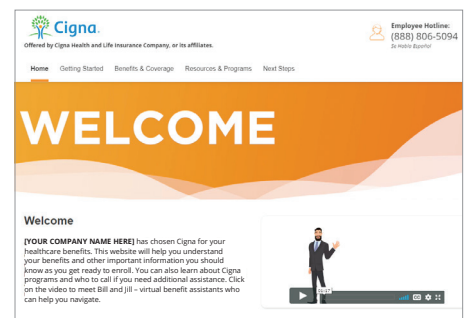 Cigna.
Offered by Cigna Health and Life Insurance Company, or its affiliates.
Employee Hotline:
(888) 806-5094
Se Habla Español
Home Getting Started Benefits & Coverage Resources & Programs Next Steps
WELCOME
Welcome
[YOUR COMPANY NAME HERE] has chosen Cigna for your
healthcare benefits. This website will help you understand
your benefits and other important information you should
know as you get ready to enroll. You can also learn about Cigna
programs and who to call if you need additional assistance. Click
on the video to meet Bill and Jill – virtual benefit assistants who
can help you navigate.
CC